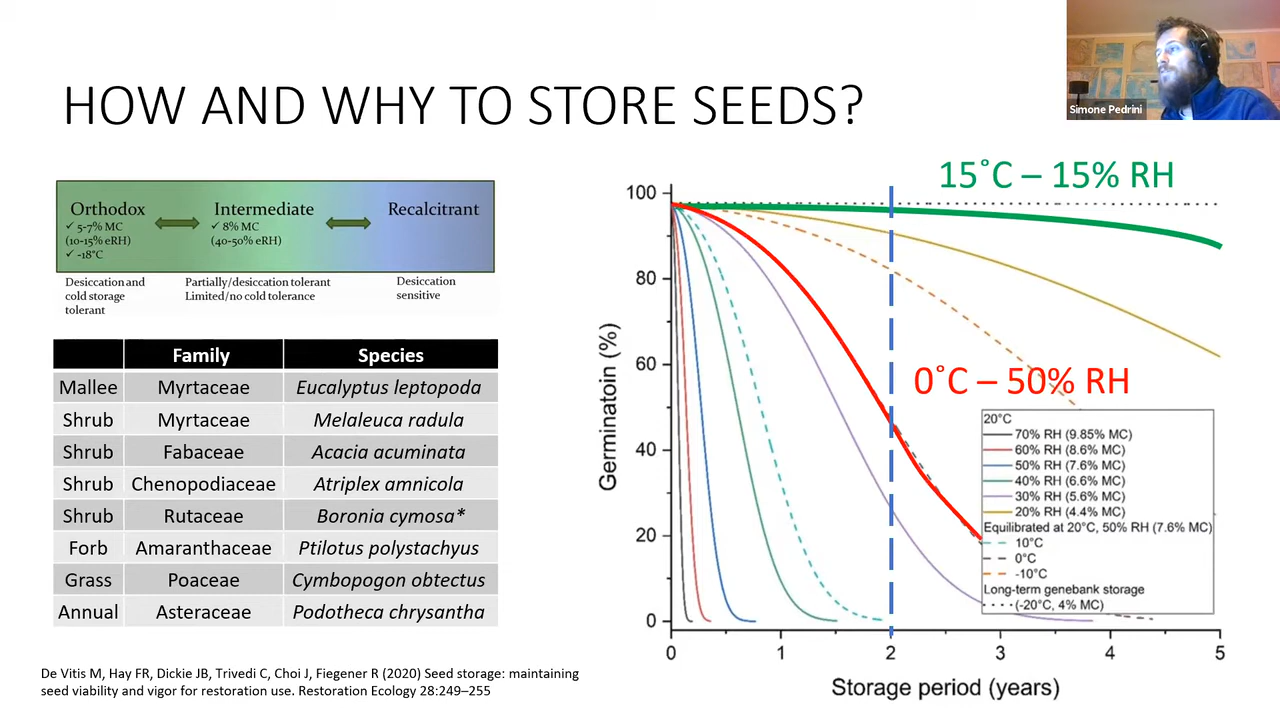 HOW AND WHY TO STORE SEEDS?
Simone Pedrini
Orthodox
✓ 5-7% MC
(10-15% eRH)
✓ -18°C
Intermediate
✓ 8% MC
(40-50% eRH)
Recalcitrant
Desiccation and
cold storage
tolerant
Partially/desiccation tolerant
Limited/no cold tolerance
Desiccation
sensitive
Family Species
Mallee Myrtaceae Eucalyptus leptopoda
Shrub Myrtaceae Melaleuca radula
Shrub Fabaceae Acacia acuminata
Shrub Chenopodiaceae Atriplex amnicola
Shrub Rutaceae Boronia cymosa*
Forb Amaranthaceae Ptilotus polystachyus
Grass Poaceae Cymbopogon obtectus
Annual Asteraceae Podotheca chrysantha
De Vitis M, Hay FR, Dickie JB, Trivedi C, Choi J, Fiegener R (2020) Seed storage: maintaining
seed viability and vigor for restoration use. Restoration Ecology 28:249–255
15˚C – 15% RH
0˚C – 50% RH
Germinatoin (%)
100
80
60
40
20
0
20°C
70% RH (9.85% MC)
60% RH (8.6% MC)
50% RH (7.6% MC)
40% RH (6.6% MC)
30% RH (5.6% MC)
20% RH (4.4% MC)
Equilibrated at 20°C, 50% RH (7.6% MC)
10°C
0°C
-10°C
Long-term genebank storage
(-20°C, 4% MC)
0 1 2 3 4 5
Storage period (years)